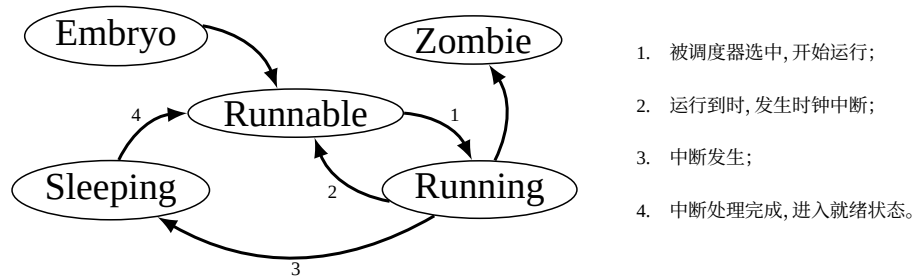 Embryo
Zombie
Runnable
4
1
Sleeping
2
Running
3
1. 被调度器选中, 开始运行;
2. 运行到时, 发生时钟中断;
3. 中断发生;
4. 中断处理完成, 进入就绪状态。